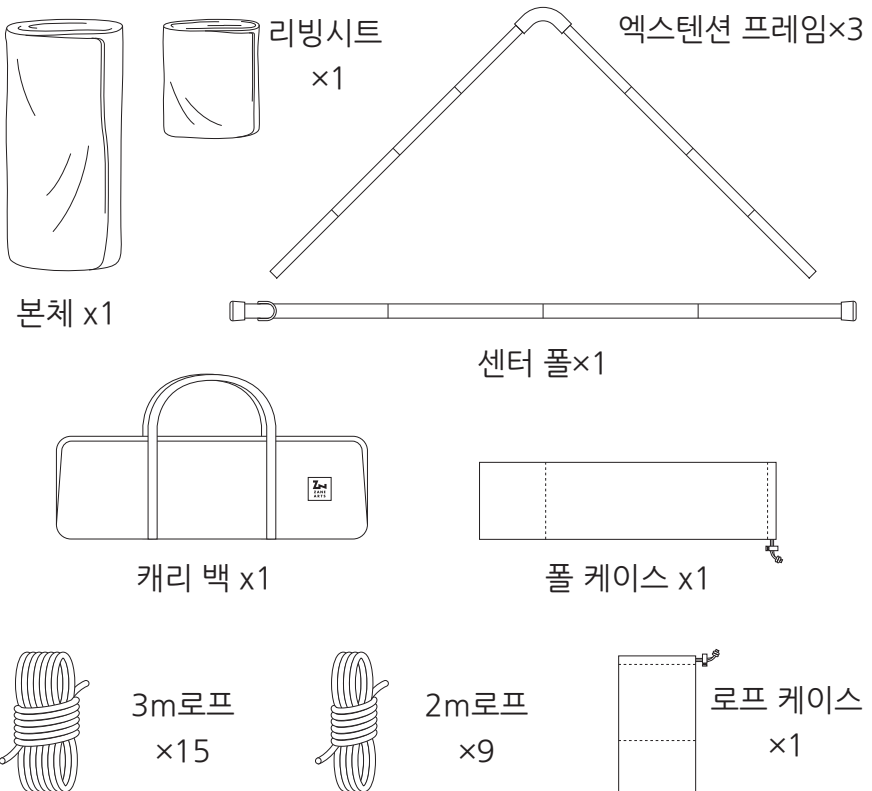 리빙시트
×1
엑스텐션 프레임×3
본체 x1
센터 폴×1
ZANE
ARTS
캐리 백 x1
폴 케이스 x1
3m로프
×15
2m로프
×9
로프 케이스
×1